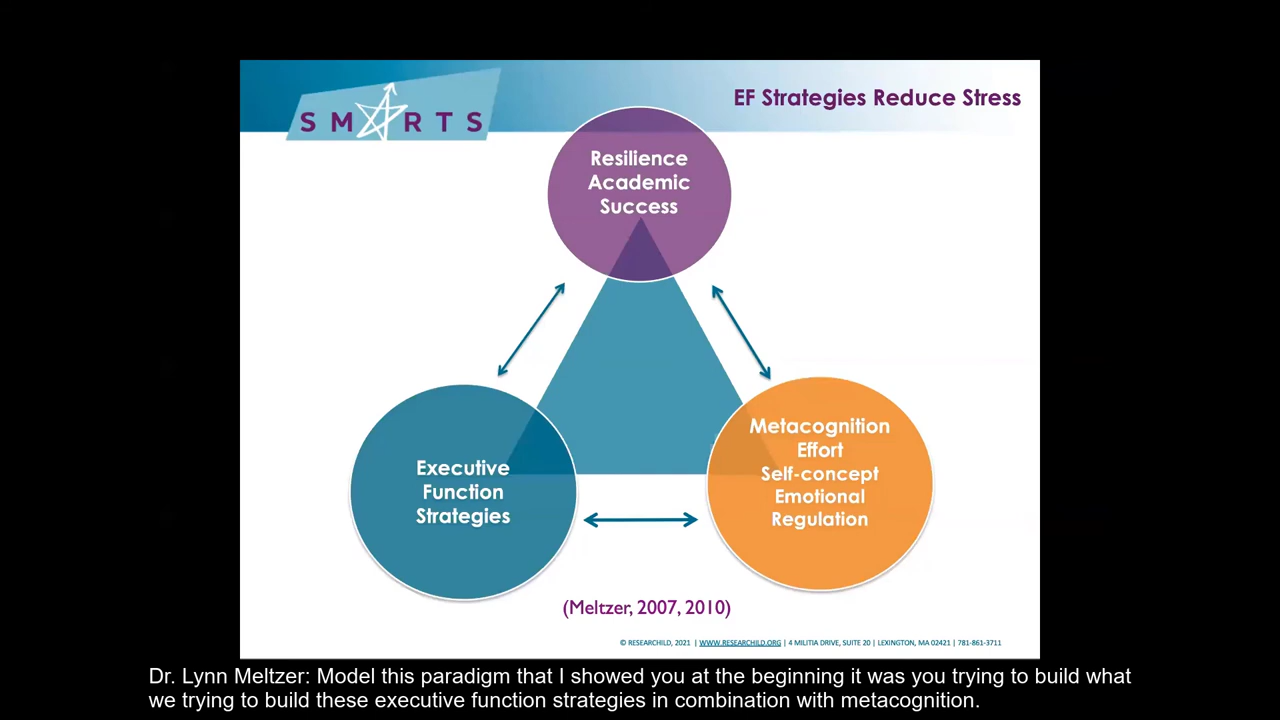 SMARTS
EF Strategies Reduce Stress
Resilience
Academic
Success
Executive
Function
Strategies
Metacognition
Effort
Self-concept
Emotional
Regulation
(Meltzer, 2007, 2010)
© RESEARCHILD, 2021 | WWW.RESEARCHILD.ORG | 4 MILITIA DRIVE, SUITE 20 | LEXINGTON, MA 02421 | 781-861-3711
Dr. Lynn Meltzer: Model this paradigm that I showed you at the beginning it was you trying to build what
we trying to build these executive function strategies in combination with metacognition.